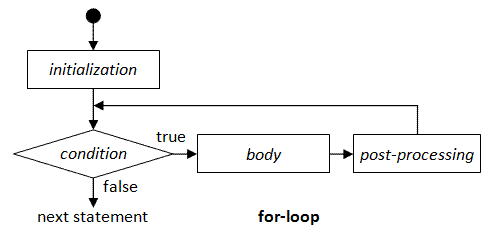 initialization
true
condition
body
post-processing
false
next statement
for-loop